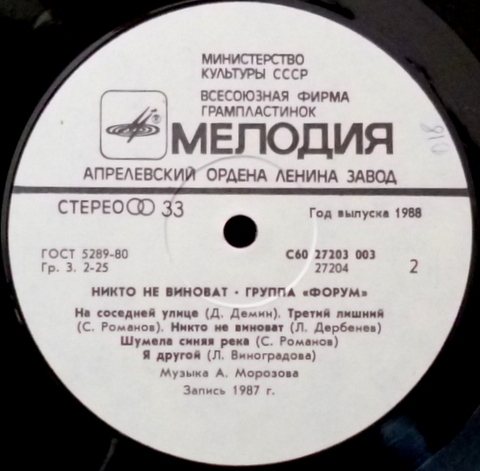 МИНИСТЕРСТВО
КУЛЬТУРЫ СССР
ВСЕСОЮЗНАЯ ФИРМА
ГРАМПЛАСТИНОК
МЕЛОДИЯ
АПРЕЛЕВСКИЙ ОРДЕНА ЛЕНИНА ЗАВОД
СТЕРЕО 33
Год выпуска 1988
ГОСТ 5289-80
Гр. 3. 2-25
С60 27203 003
27204
2
НИКТО НЕ ВИНОВАТ · ГРУППА «ФОРУМ»
На соседней улице (Д. Демин). Третий лишний
(С. Романов). Никто не виноват (Л. Дербенев)
Шумела синяя река (С. Романов)
Я другой (Л. Виноградова)
Музыка А. Морозова
Запись 1987 г.